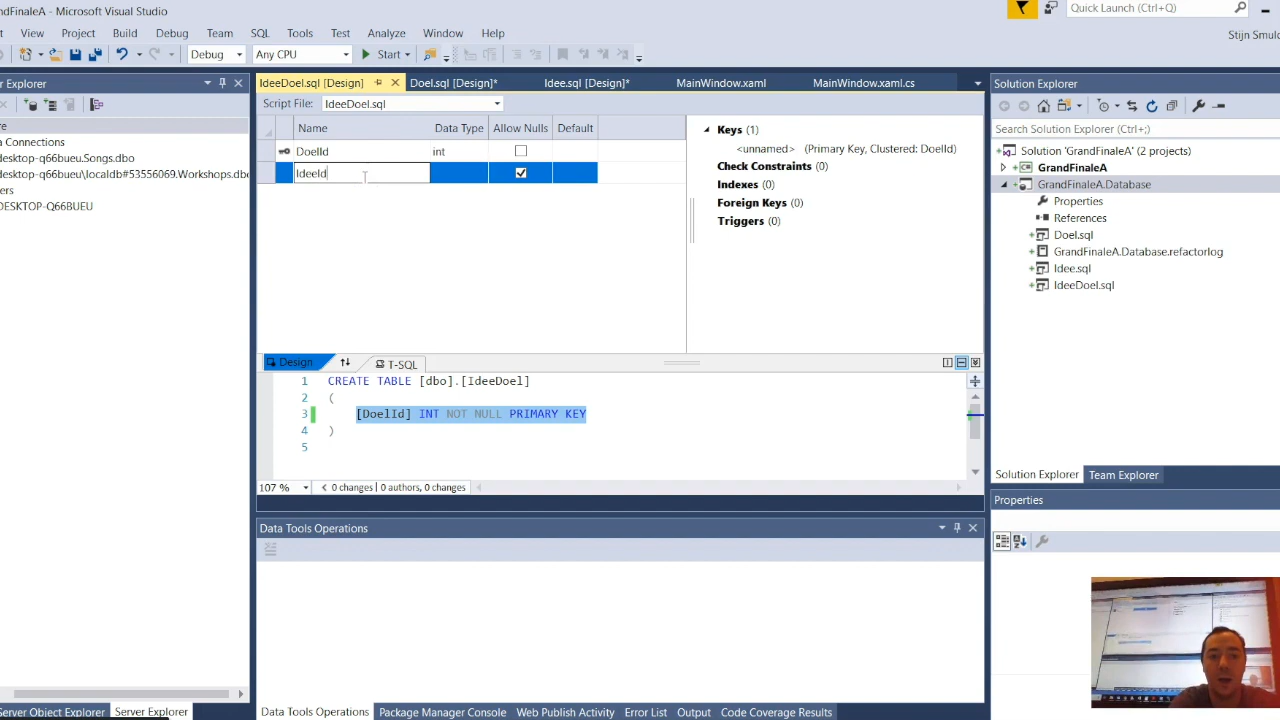 GrandFinaleA - Microsoft Visual Studio
Quick Launch (Ctrl+Q)
View Project Build Debug Team SQL Tools Test Analyze Window Help
Stijn Smuld
Debug Any CPU Start
er Explorer
IdeeDoel.sql [Design] Doel.sql [Design]* Idee.sql [Design]* MainWindow.xaml MainWindow.xaml.cs
Solution Explorer
Script File: IdeeDoel.sql
re
a Connections
desktop-q66bueu.Songs.dbo
desktop-q66bueu\localdb#53556069.Workshops.dbo
ers
DESKTOP-Q66BUEU
Name Data Type Allow Nulls Default
DoelId int
IdeeId
Keys (1)
<unnamed> (Primary Key, Clustered: DoelId)
Check Constraints (0)
Indexes (0)
Foreign Keys (0)
Triggers (0)
Search Solution Explorer (Ctrl+;)
Solution 'GrandFinaleA' (2 projects)
GrandFinaleA
GrandFinaleA.Database
Properties
References
Doel.sql
GrandFinaleA.Database.refactorlog
Idee.sql
IdeeDoel.sql
Design T-SQL
1 CREATE TABLE [dbo].[IdeeDoel]
2 (
3 [DoelId] INT NOT NULL PRIMARY KEY
4 )
5
107 % 0 changes | 0 authors, 0 changes
Solution Explorer Team Explorer
Properties
Data Tools Operations
Server Object Explorer Server Explorer
Data Tools Operations Package Manager Console Web Publish Activity Error List Output Code Coverage Results